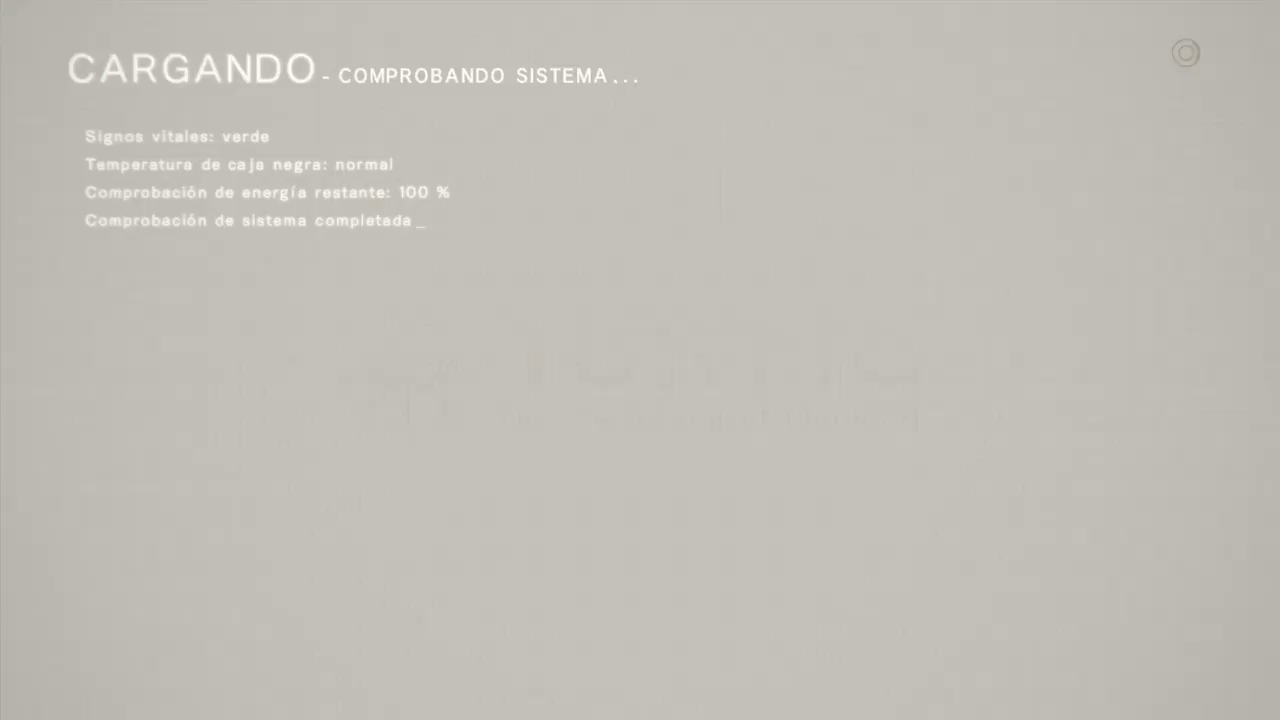 CARGANDO - COMPROBANDO SISTEMA...
Signos vitales: verde
Temperatura de caja negra: normal
Comprobación de energía restante: 100 %
Comprobación de sistema completada_